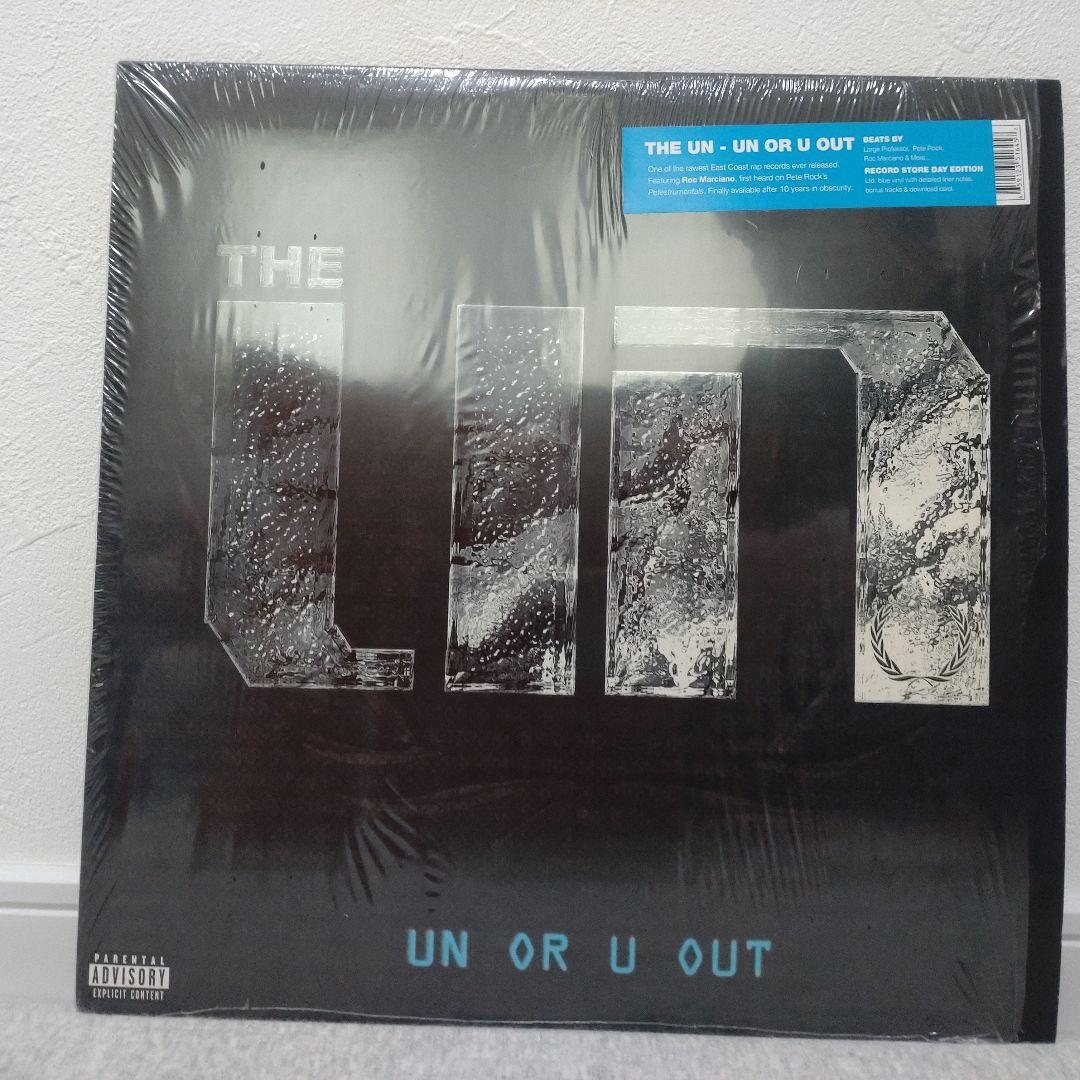 THE UN - UN OR U OUT
One of the rawest East Coast rap records ever released.
Featuring Roc Marciano, first heard on Pete Rock's
Petestrumentals. Finally available after 10 years in obscurity.
BEATS BY
Large Professor, Pete Rock,
Roc Marciano & More...
RECORD STORE DAY EDITION
Ltd. blue vinyl with detailed liner notes,
bonus tracks & download card.
THE
Un
UN OR U OUT
PARENTAL
ADVISORY
EXPLICIT CONTENT